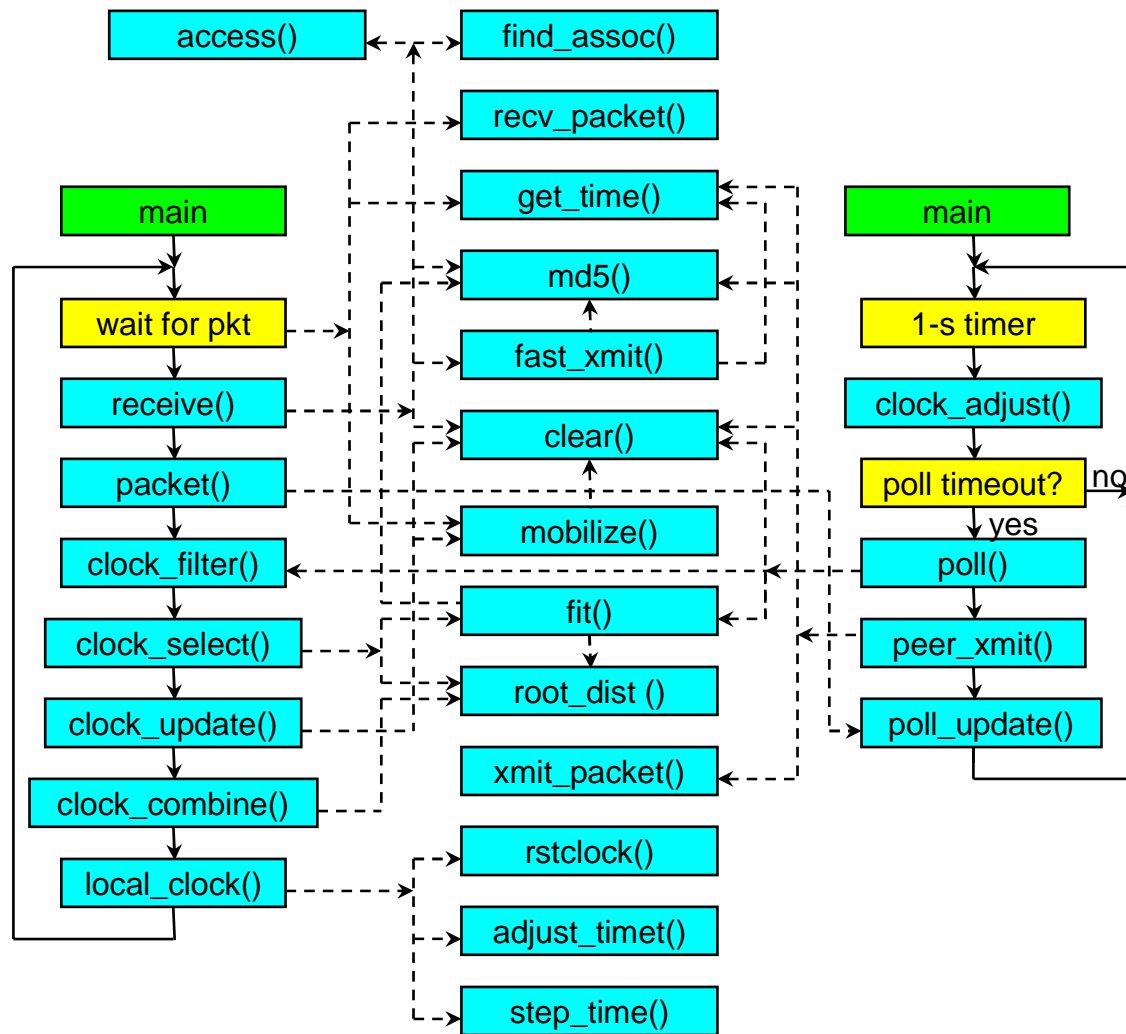 access()
find_assoc()
recv_packet()
get_time()
md5()
fast_xmit()
clear()
mobilize()
fit()
root_dist ()
xmit_packet()
rstclock()
adjust_timet()
step_time()
main
wait for pkt
receive()
packet()
clock_filter()
clock_select()
clock_update()
clock_combine()
local_clock()
main
1-s timer
clock_adjust()
poll timeout?
no
yes
poll()
peer_xmit()
poll_update()